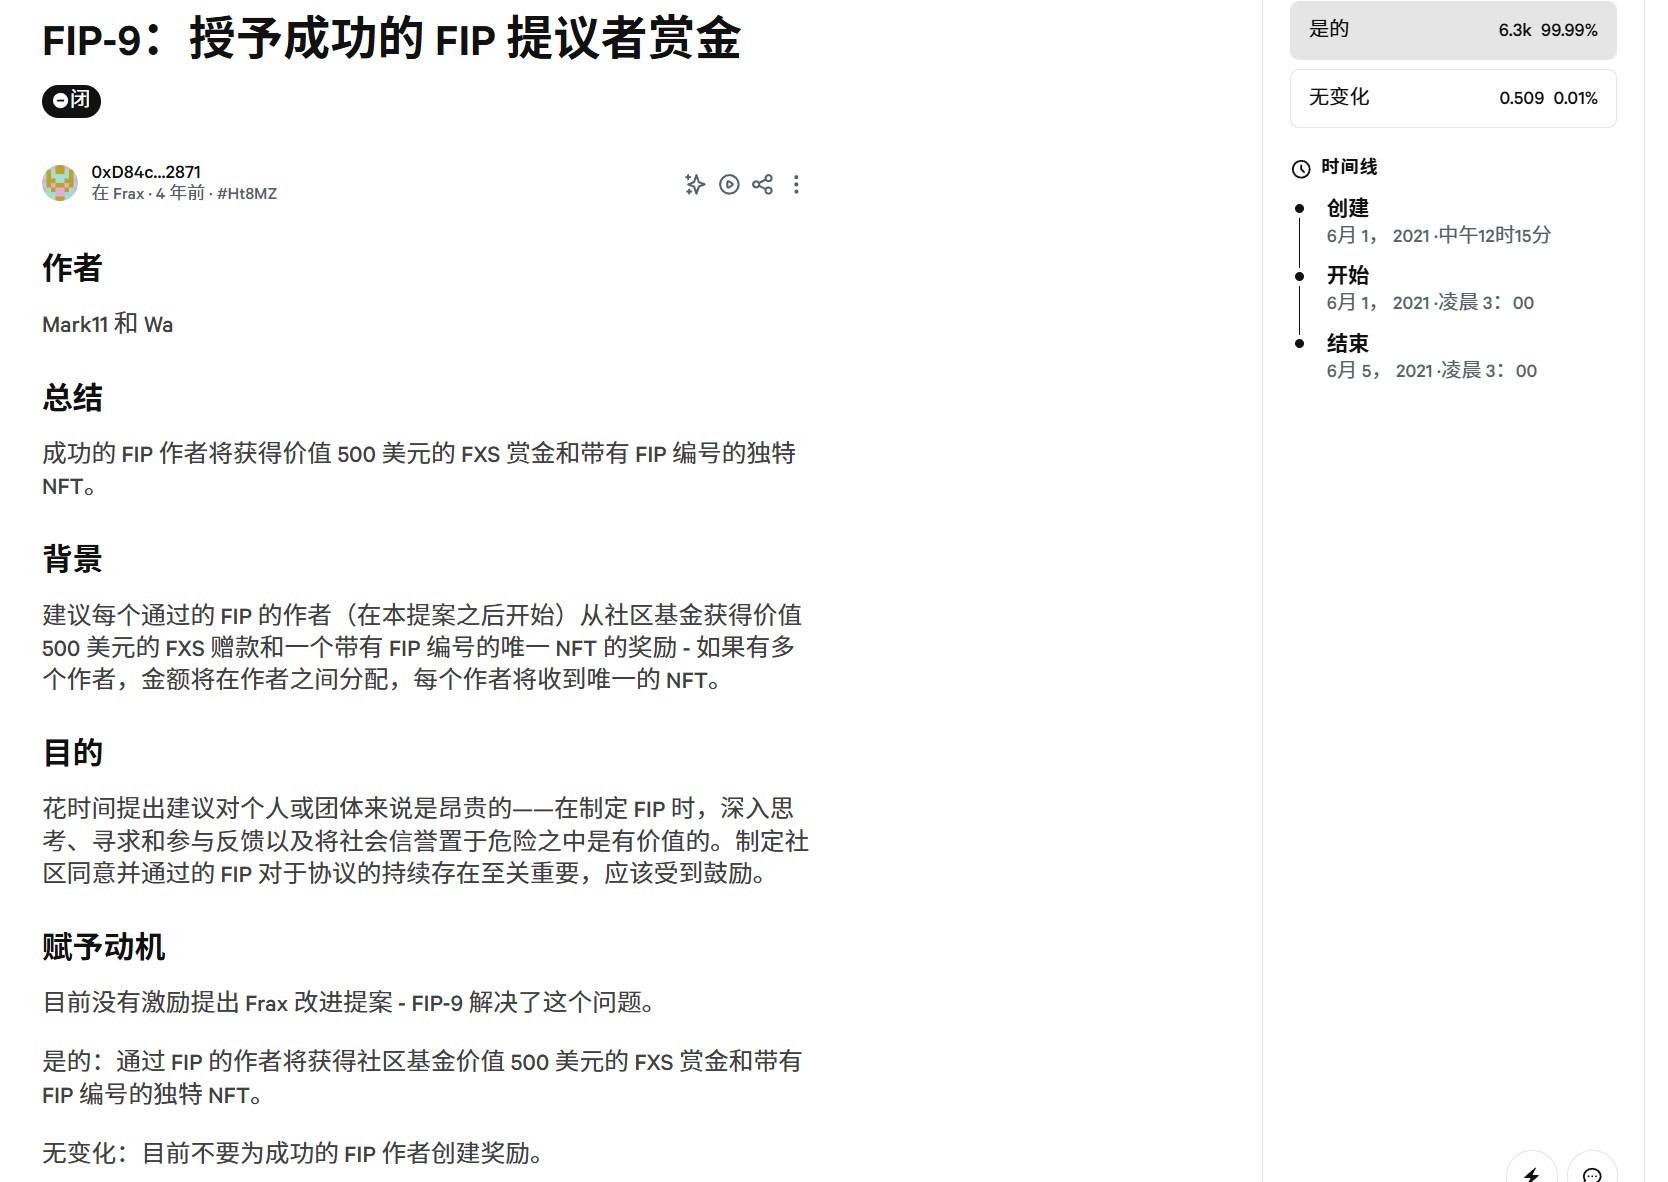 FIP-9：授予成功的 FIP 提议者赏金
闭
0xD84c...2871
在 Frax · 4 年前 · #Ht8MZ
作者
Mark11 和 Wa
总结
成功的 FIP 作者将获得价值 500 美元的 FXS 赏金和带有 FIP 编号的独特
NFT。
背景
建议每个通过的 FIP 的作者（在本提案之后开始）从社区基金获得价值
500 美元的 FXS 赠款和一个带有 FIP 编号的唯一 NFT 的奖励 - 如果有多
个作者，金额将在作者之间分配，每个作者将收到唯一的 NFT。
目的
花时间提出建议对个人或团体来说是昂贵的——在制定 FIP 时，深入思
考、寻求和参与反馈以及将社会信誉置于危险之中是有价值的。制定社
区同意并通过的 FIP 对于协议的持续存在至关重要，应该受到鼓励。
赋予动机
目前没有激励提出 Frax 改进提案 - FIP-9 解决了这个问题。
是的：通过 FIP 的作者将获得社区基金价值 500 美元的 FXS 赏金和带有
FIP 编号的独特 NFT。
无变化：目前不要为成功的 FIP 作者创建奖励。
是的 6.3k 99.99%
无变化 0.509 0.01%
时间线
创建
6月 1， 2021 ·中午12时15分
开始
6月 1， 2021 ·凌晨 3：00
结束
6月 5， 2021 ·凌晨 3：00